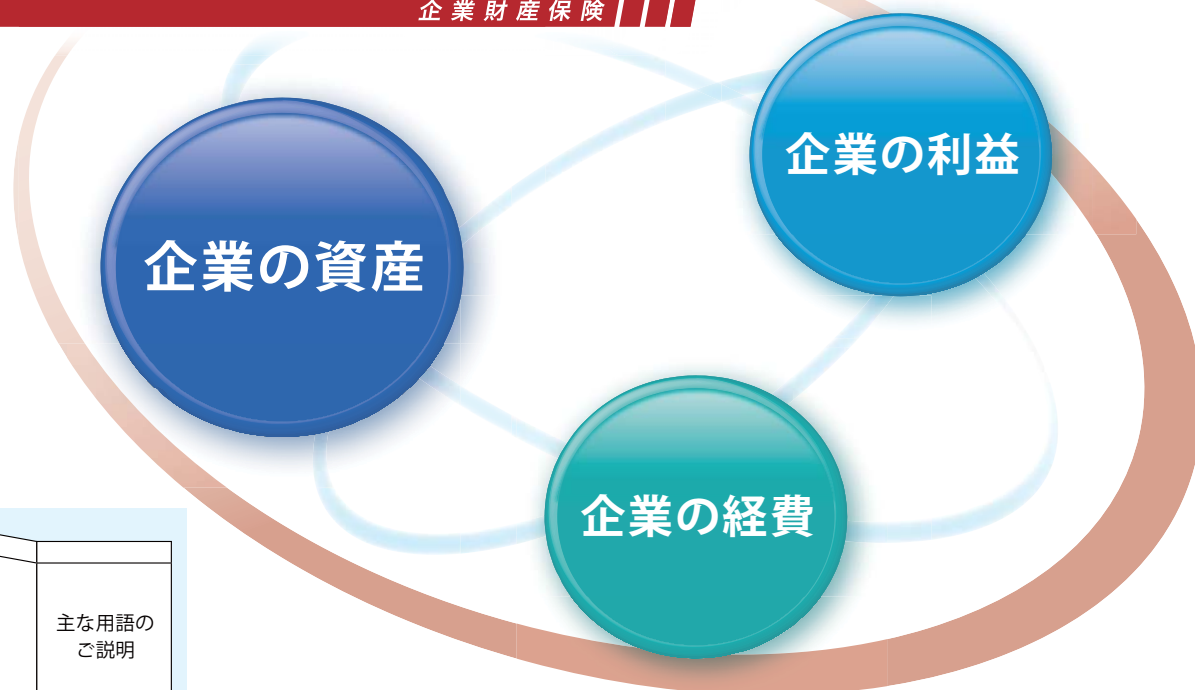 企業財産保険
企業の利益
企業の資産
企業の経費
主な用語の
ご説明